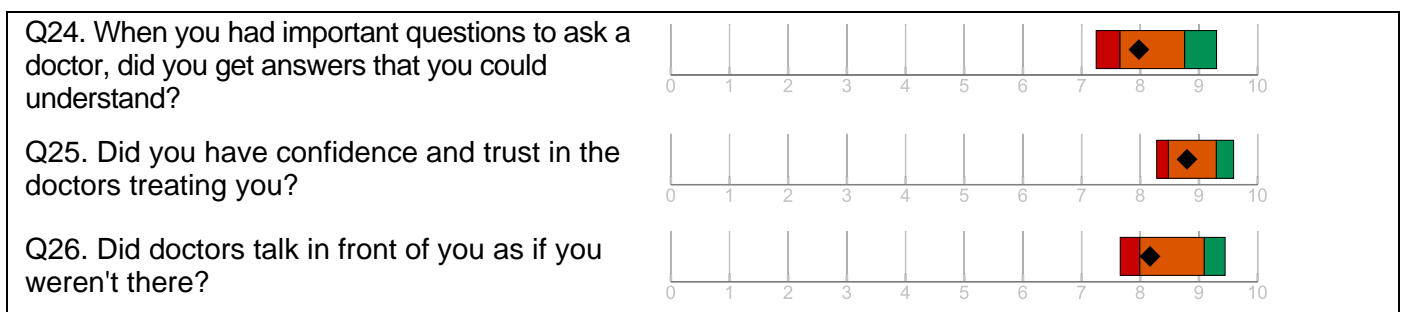 Q24. When you had important questions to ask a
doctor, did you get answers that you could
understand?
0 1 2 3 4 5 6 7 8 9 10
Q25. Did you have confidence and trust in the
doctors treating you?
0 1 2 3 4 5 6 7 8 9 10
Q26. Did doctors talk in front of you as if you
weren't there?
0 1 2 3 4 5 6 7 8 9 10